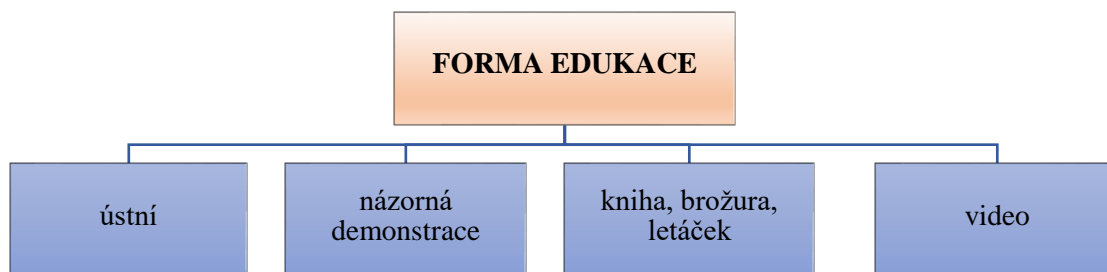 FORMA EDUKACE
ústní
názorná
demonstrace
kniha, brožura,
letáček
video